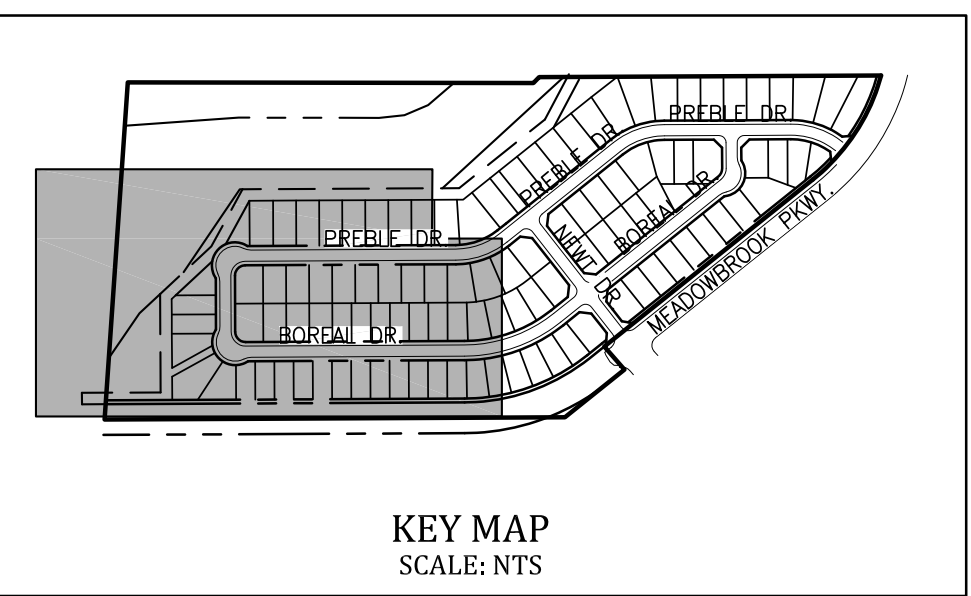 PREBLE DR.
PREBLE DR.
BOREAL DR.
NEWT DR.
PREBLE DR.
BOREAL DR.
MEADOWBROOK PKWY.
KEY MAP
SCALE: NTS